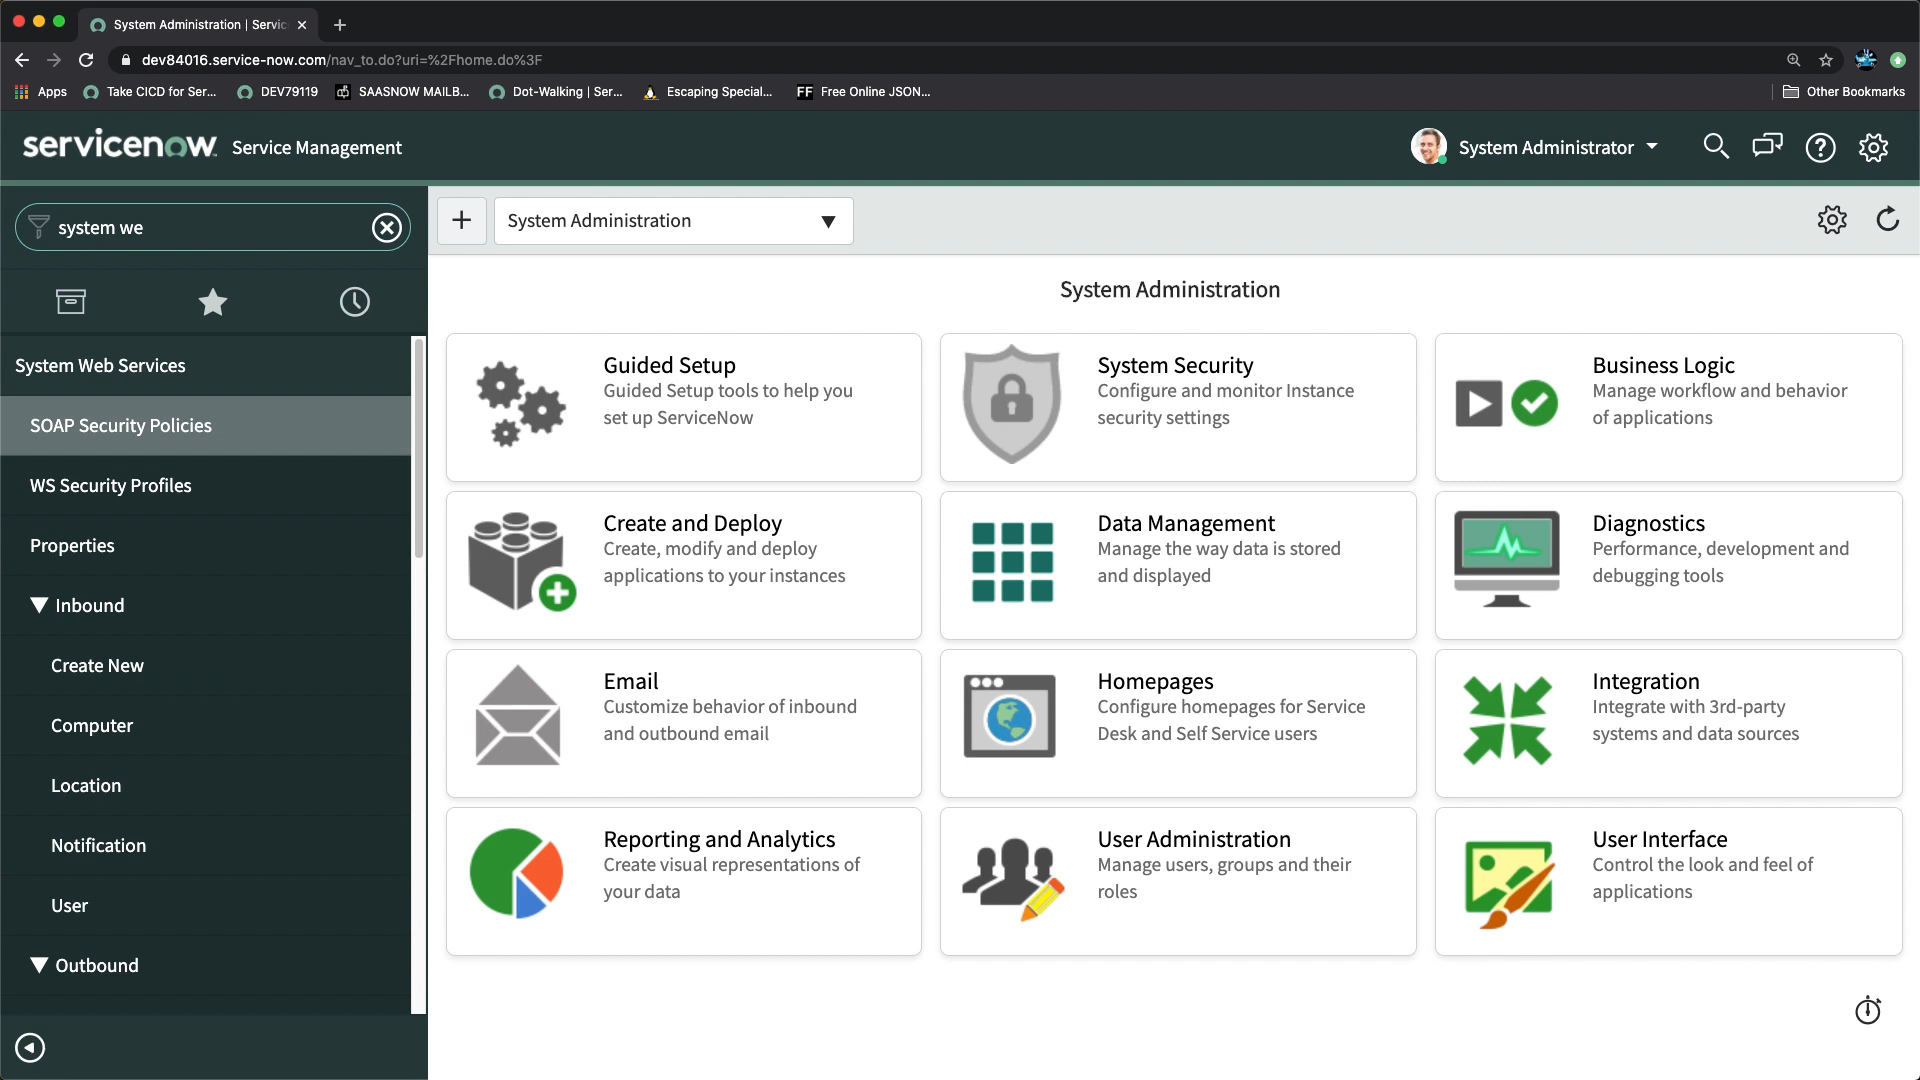 System Administration | Servic
dev84016.service-now.com/nav_to.do?uri=%2Fhome.do%3F
Apps
Take CICD for Ser...
DEV79119
SAASNOW MAILB...
Dot-Walking | Ser...
Escaping Special...
FF
Free Online JSON...
Other Bookmarks
servicenow
Service Management
System Administrator
system we
System Administration
System Web Services
SOAP Security Policies
WS Security Profiles
Properties
Inbound
Create New
Computer
Location
Notification
User
Outbound
System Administration
Guided Setup
Guided Setup tools to help you
set up ServiceNow
System Security
Configure and monitor Instance
security settings
Business Logic
Manage workflow and behavior
of applications
Create and Deploy
Create, modify and deploy
applications to your instances
Data Management
Manage the way data is stored
and displayed
Diagnostics
Performance, development and
debugging tools
Email
Customize behavior of inbound
and outbound email
Homepages
Configure homepages for Service
Desk and Self Service users
Integration
Integrate with 3rd-party
systems and data sources
Reporting and Analytics
Create visual representations of
your data
User Administration
Manage users, groups and their
roles
User Interface
Control the look and feel of
applications